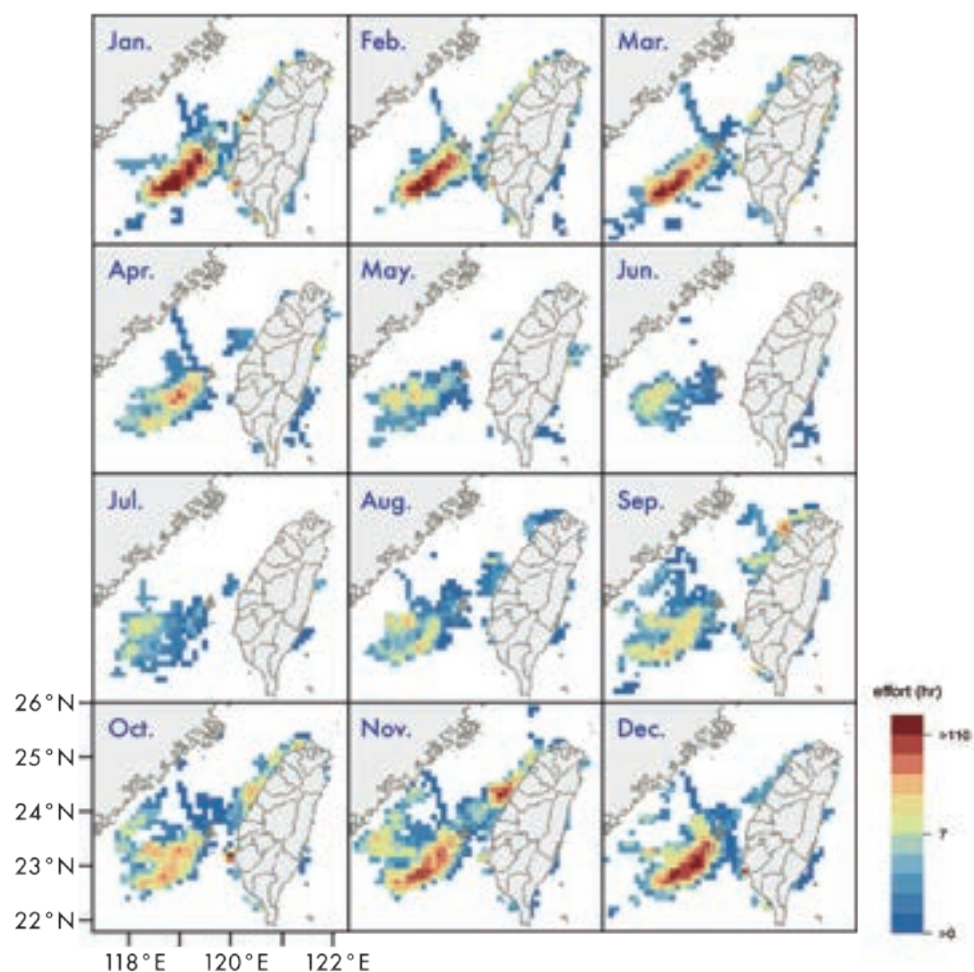 Jan. Feb. Mar.
Apr. May. Jun.
Jul. Aug. Sep.
Oct. Nov. Dec.
26°N
25°N
24°N
23°N
22°N
118°E 120°E 122°E
effort (hr)
>110
7
>0